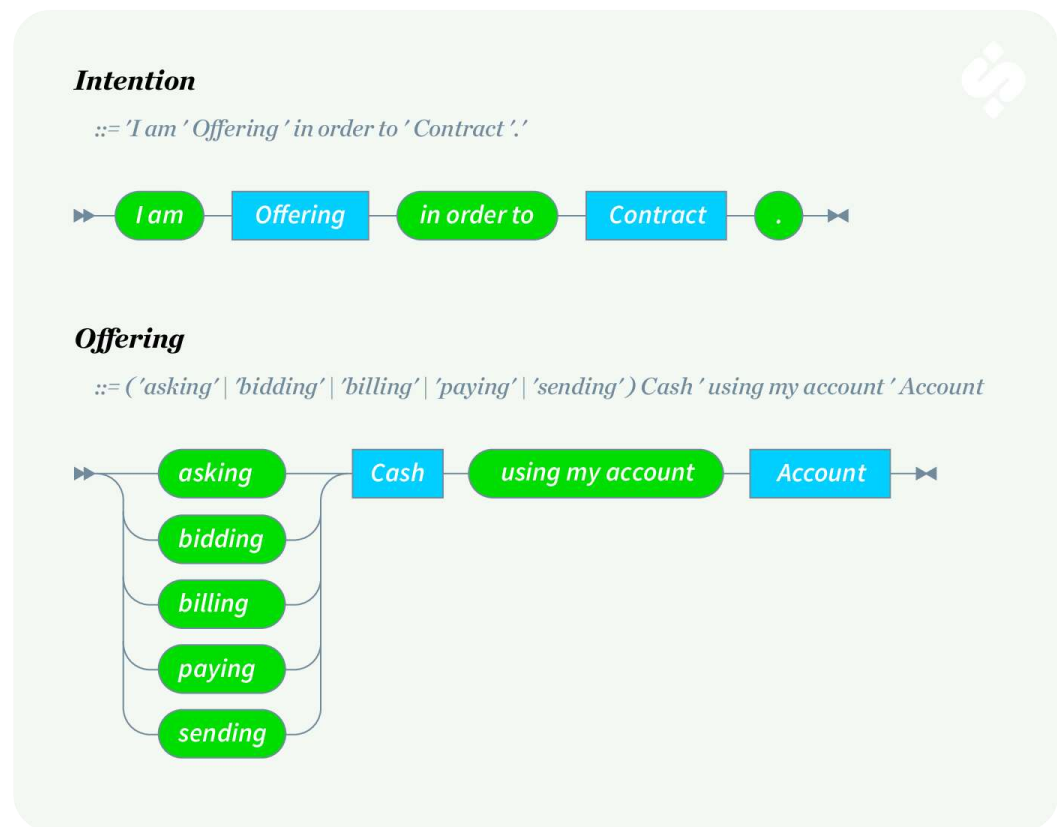 Intention
::= 'I am ' Offering ' in order to ' Contract '.'
I am Offering in order to Contract .
Offering
::= ( 'asking' | 'bidding' | 'billing' | 'paying' | 'sending' ) Cash ' using my account ' Account
asking Cash using my account Account
bidding
billing
paying
sending